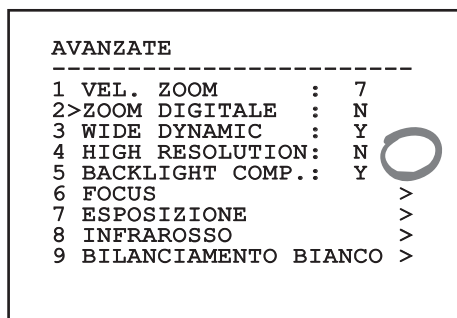 AVANZATE
-------------------------
1 VEL. ZOOM : 7
2>ZOOM DIGITALE : N
3 WIDE DYNAMIC : Y
4 HIGH RESOLUTION: N
5 BACKLIGHT COMP.: Y
6 FOCUS >
7 ESPOSIZIONE >
8 INFRAROSSO >
9 BILANCIAMENTO BIANCO >